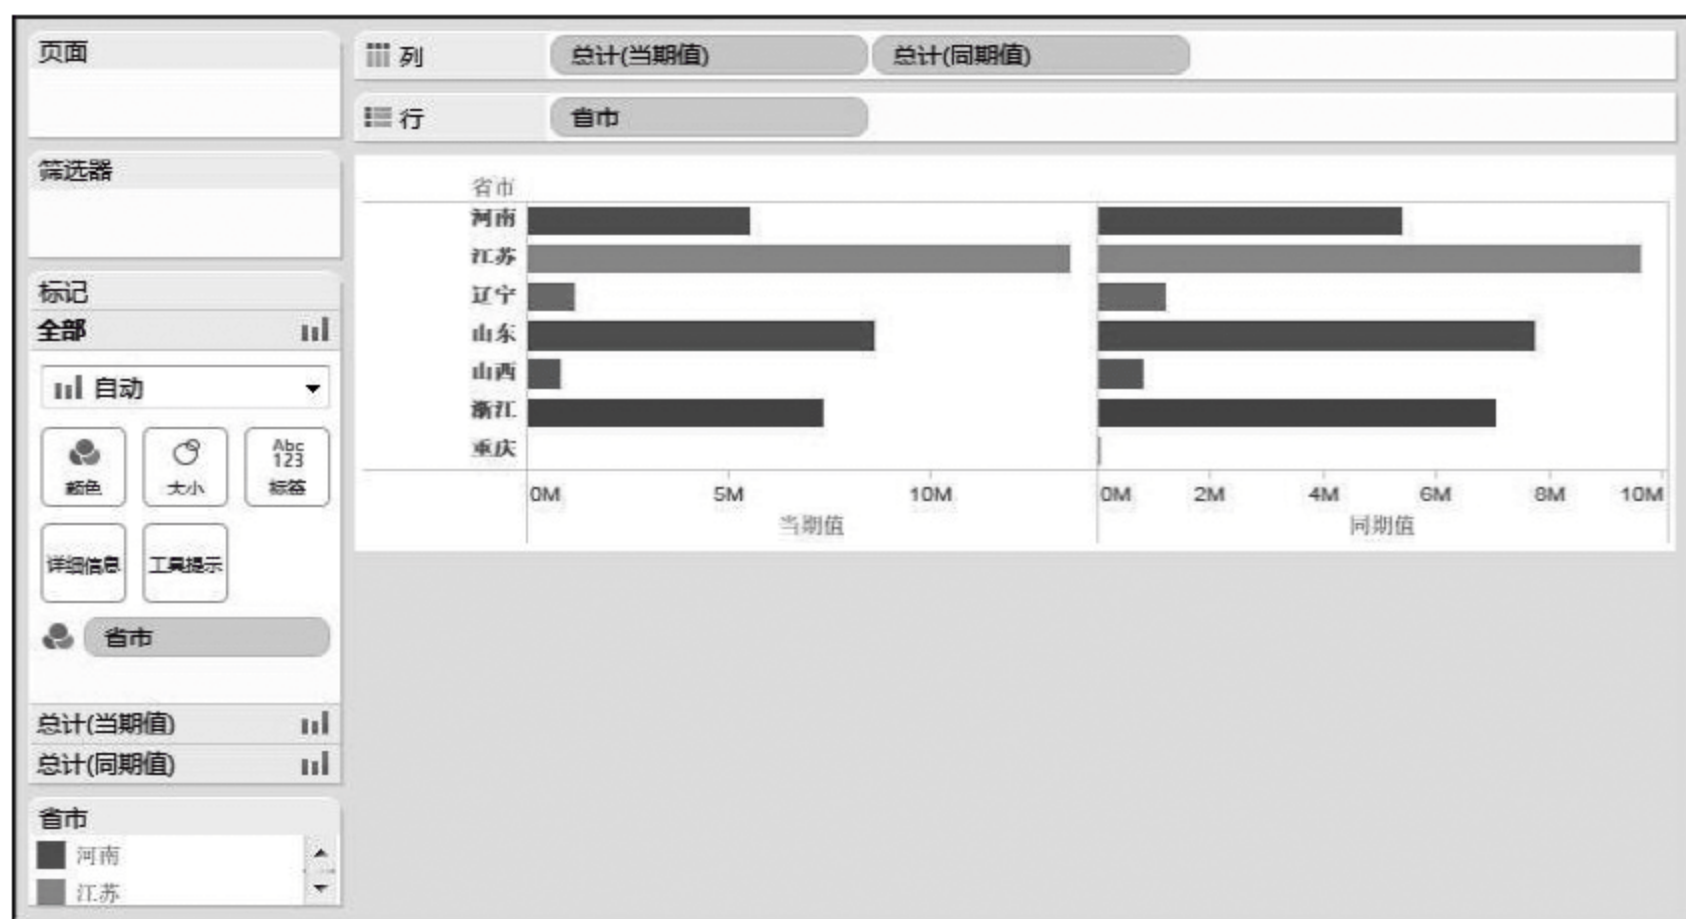 页面
列 总计(当期值) 总计(同期值)
行 省市
筛选器
标记
全部
自动
颜色 大小 Abc 123 标签
详细信息 工具提示
省市
总计(当期值)
总计(同期值)
省市
河南
江苏
省市
河南
江苏
辽宁
山东
山西
浙江
重庆
0M 5M 10M 0M 2M 4M 6M 8M 10M
当期值 同期值